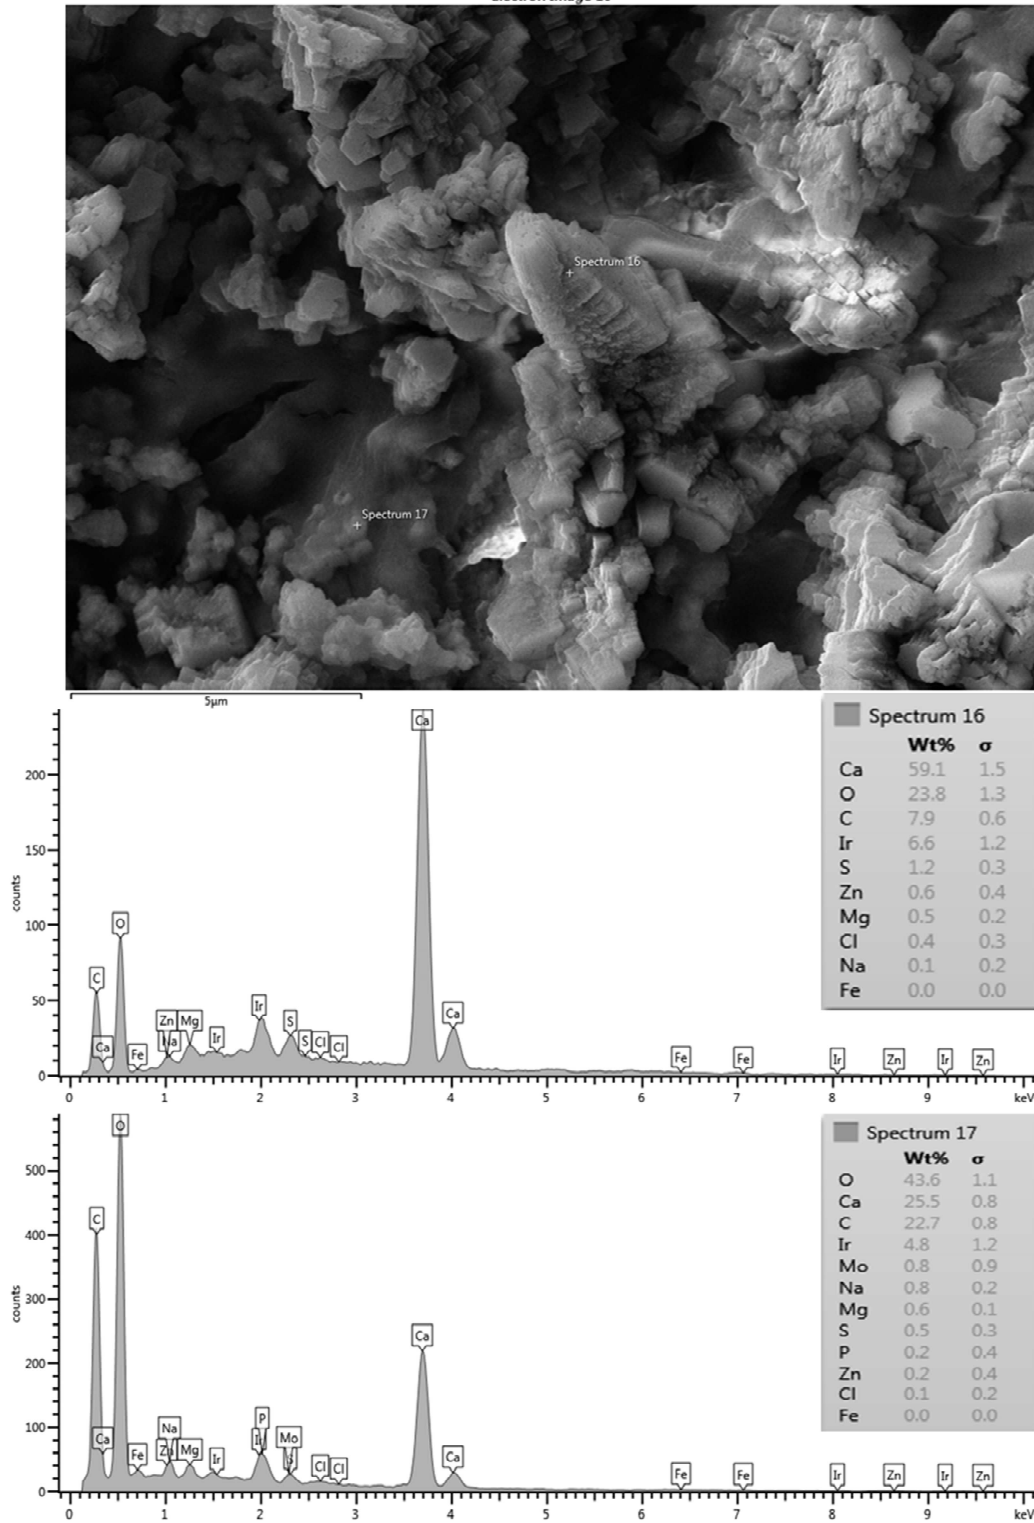 Spectrum 16
Spectrum 17
5µm
Spectrum 16
Wt% σ
Ca 59.1 1.5
O 23.8 1.3
C 7.9 0.6
Ir 6.6 1.2
S 1.2 0.3
Zn 0.6 0.4
Mg 0.5 0.2
Cl 0.4 0.3
Na 0.1 0.2
Fe 0.0 0.0
counts
200
150
100
50
0
Ca
O
C
Ca
Fe
Zn
Na
Mg
Ir
Ir
S
S
Cl
Cl
Ca
Fe
Fe
Ir
Zn
Ir
Zn
0 1 2 3 4 5 6 7 8 9 keV
Spectrum 17
Wt% σ
O 43.6 1.1
Ca 25.5 0.8
C 22.7 0.8
Ir 4.8 1.2
Mo 0.8 0.9
Na 0.8 0.2
Mg 0.6 0.1
S 0.5 0.3
P 0.2 0.4
Zn 0.2 0.4
Cl 0.1 0.2
Fe 0.0 0.0
counts
500
400
300
200
100
0
O
C
Ca
Fe
Na
Zn
Mg
Ir
P
Ir
Mo
S
Cl
Cl
Ca
Ca
Fe
Fe
Ir
Zn
Ir
Zn
0 1 2 3 4 5 6 7 8 9 keV